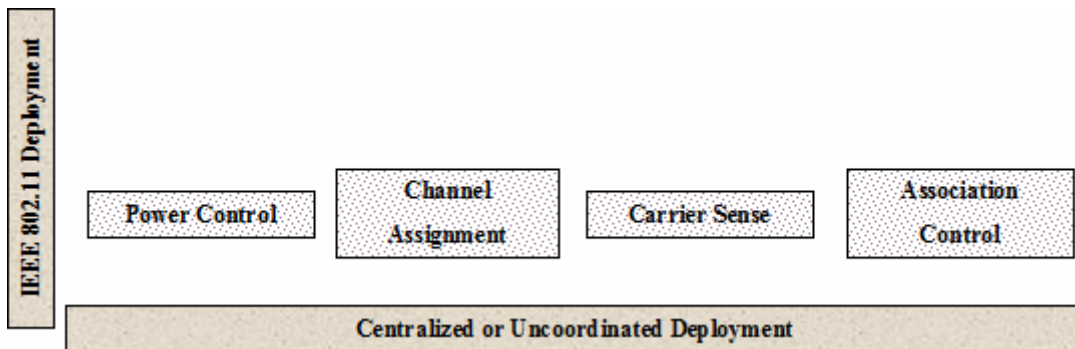 IEEE 802.11 Deployment
Power Control
Channel
Assignment
Carrier Sense
Association
Control
Centralized or Uncoordinated Deployment